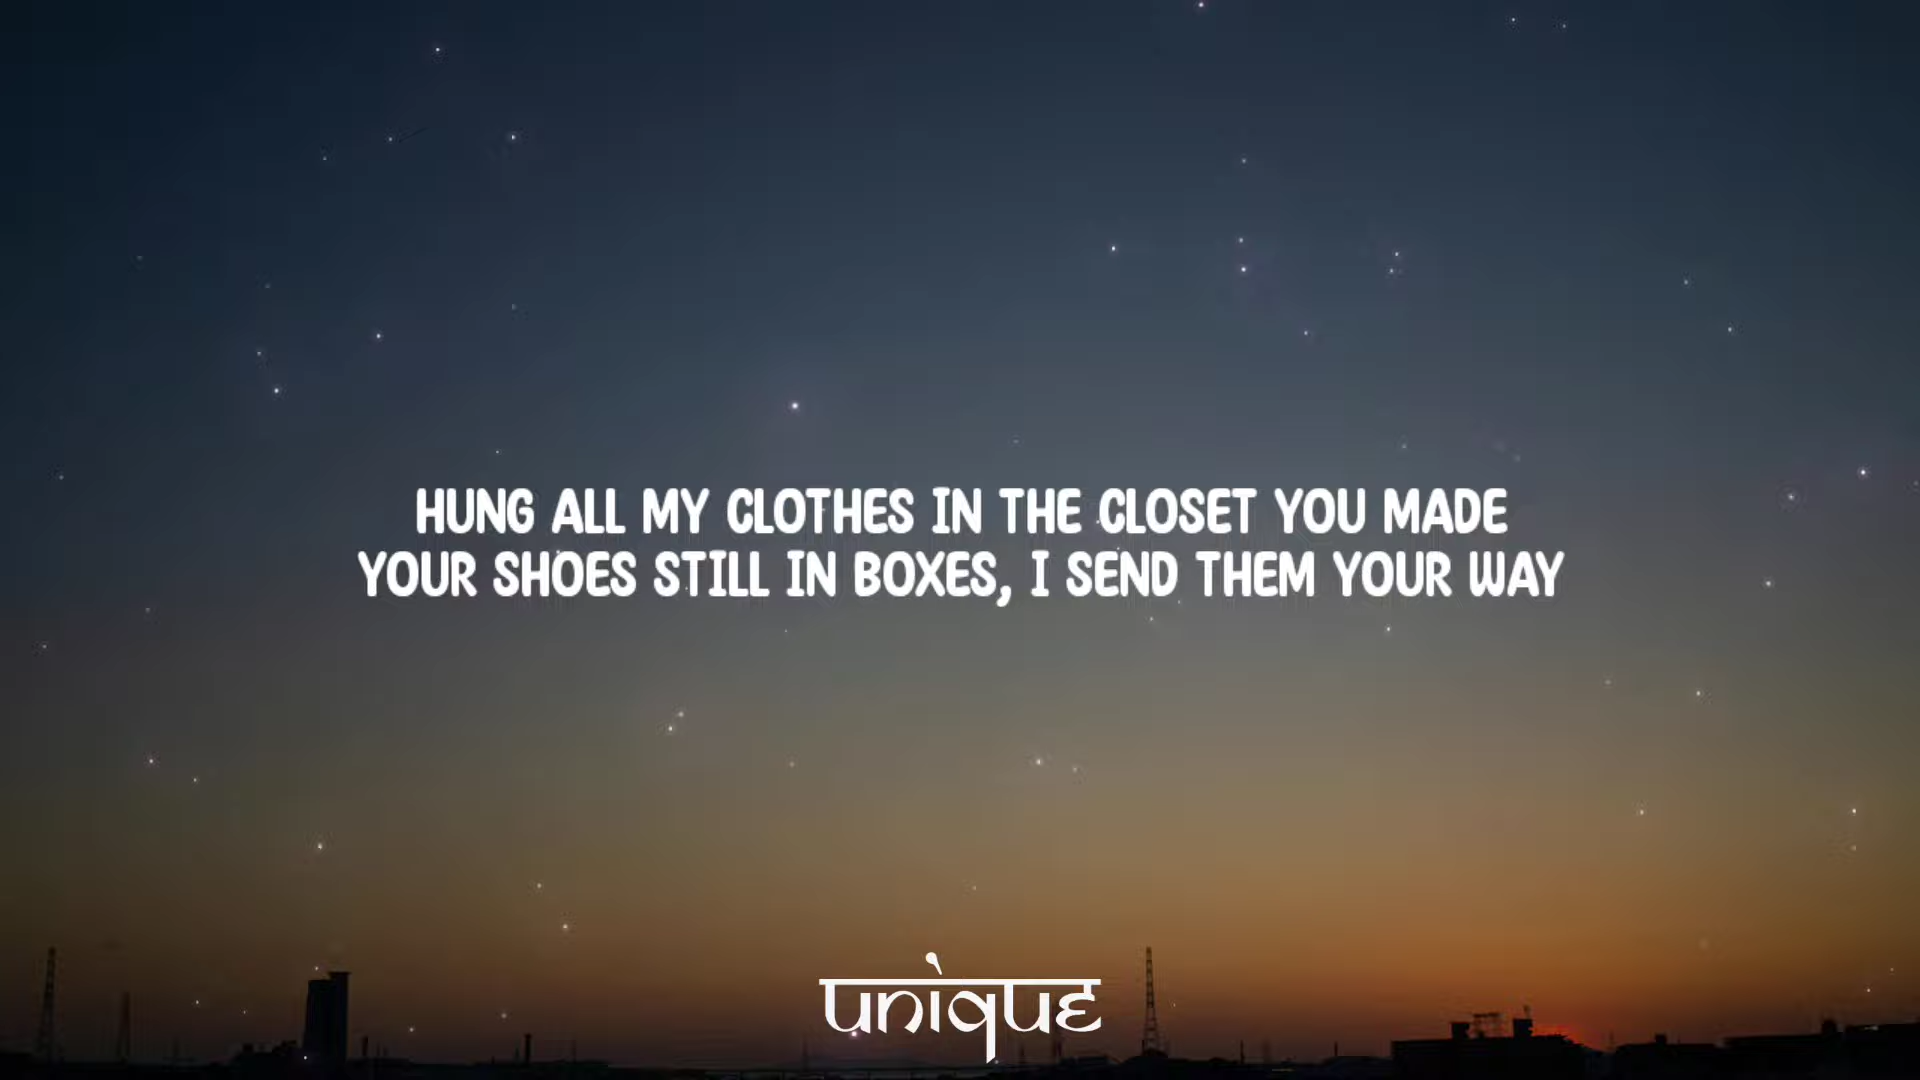 HUNG ALL MY CLOTHES IN THE CLOSET YOU MADE
YOUR SHOES STILL IN BOXES, I SEND THEM YOUR WAY
unique